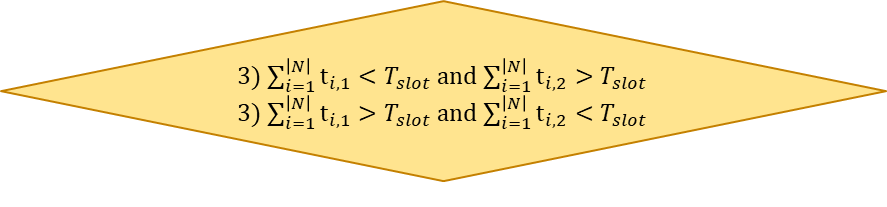 3) ∑_{i=1}^{|N|} t_{i,1} < T_{slot} and ∑_{i=1}^{|N|} t_{i,2} > T_{slot}
3) ∑_{i=1}^{|N|} t_{i,1} > T_{slot} and ∑_{i=1}^{|N|} t_{i,2} < T_{slot}